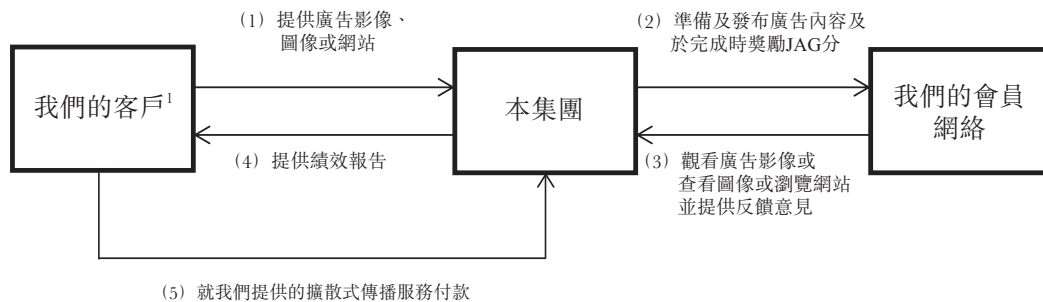 (1) 提供廣告影像、
圖像或網站
(2) 準備及發布廣告內容及
於完成時獎勵JAG分
我們的客戶1
本集團
我們的會員
網絡
(4) 提供績效報告
(3) 觀看廣告影像或
查看圖像或瀏覽網站
並提供反饋意見
(5) 就我們提供的擴散式傳播服務付款